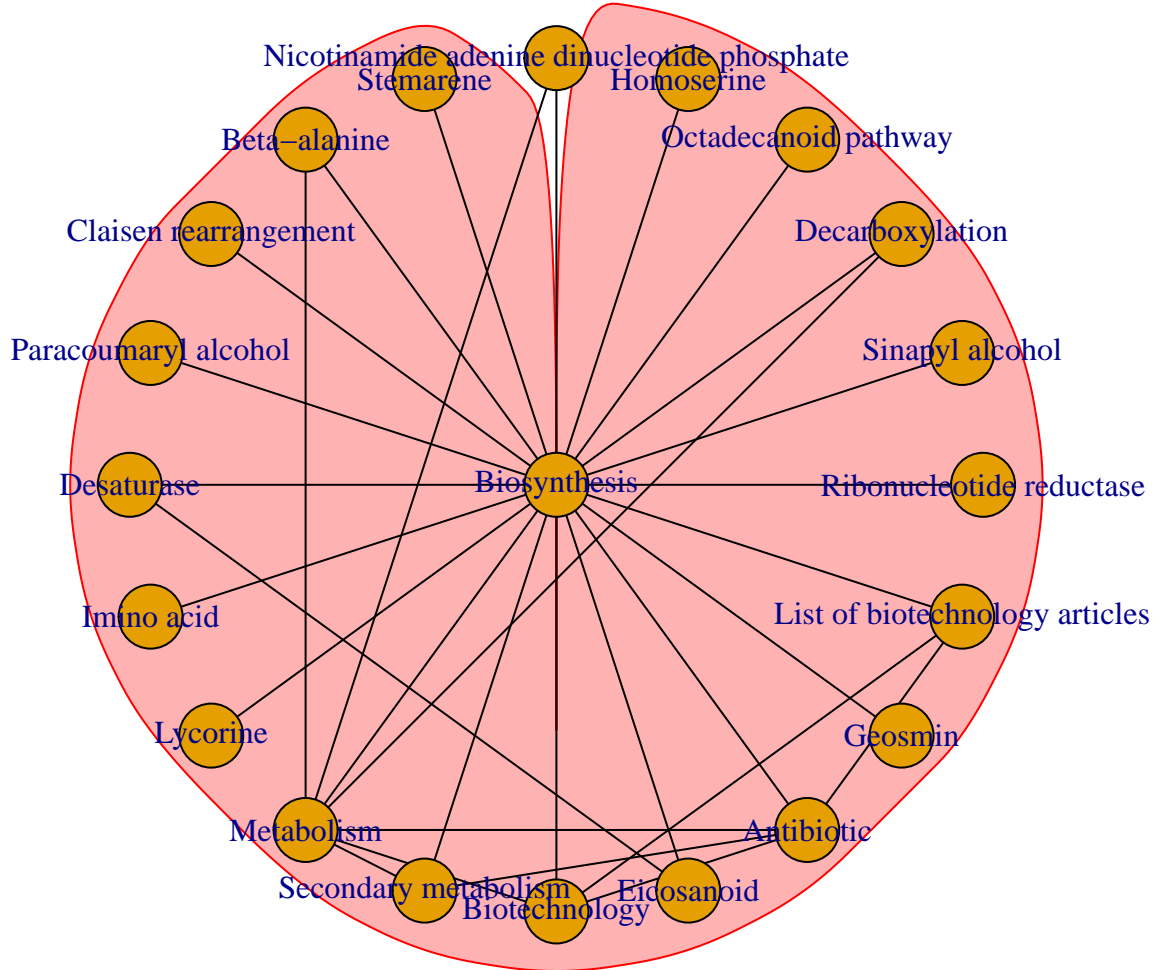 Nicotinamide adenine dinucleotide phosphate
Stemarene
Homoserine
Beta−alanine
Octadecanoid pathway
Claisen rearrangement
Decarboxylation
Paracoumaryl alcohol
Sinapyl alcohol
Desaturase
Biosynthesis
Ribonucleotide reductase
Imino acid
List of biotechnology articles
Lycorine
Geosmin
Metabolism
Antibiotic
Secondary metabolism
Eicosanoid
Biotechnology